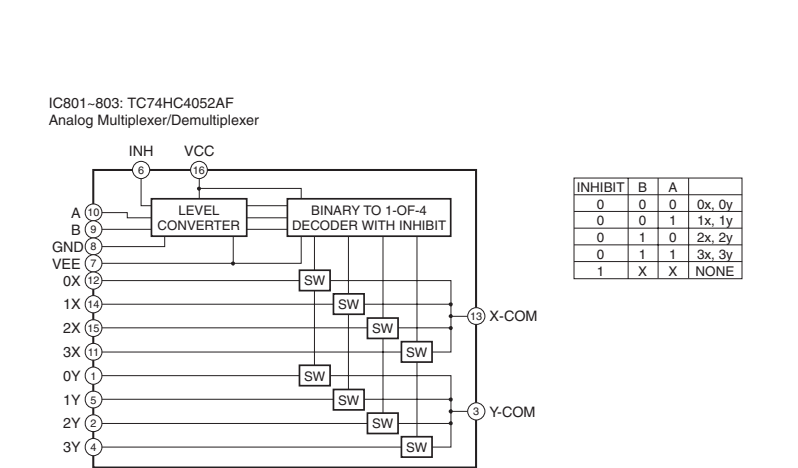 IC801~803: TC74HC4052AF
Analog Multiplexer/Demultiplexer
INH VCC
6 16
A 10 LEVEL CONVERTER BINARY TO 1-OF-4 DECODER WITH INHIBIT
B 9
GND 8
VEE 7
0X 12 SW
1X 14 SW
13 X-COM
2X 15 SW
3X 11 SW
0Y 1 SW
1Y 5 SW
3 Y-COM
2Y 2 SW
3Y 4 SW
INHIBIT B A
0 0 0 0x, 0y
0 0 1 1x, 1y
0 1 0 2x, 2y
0 1 1 3x, 3y
1 X X NONE